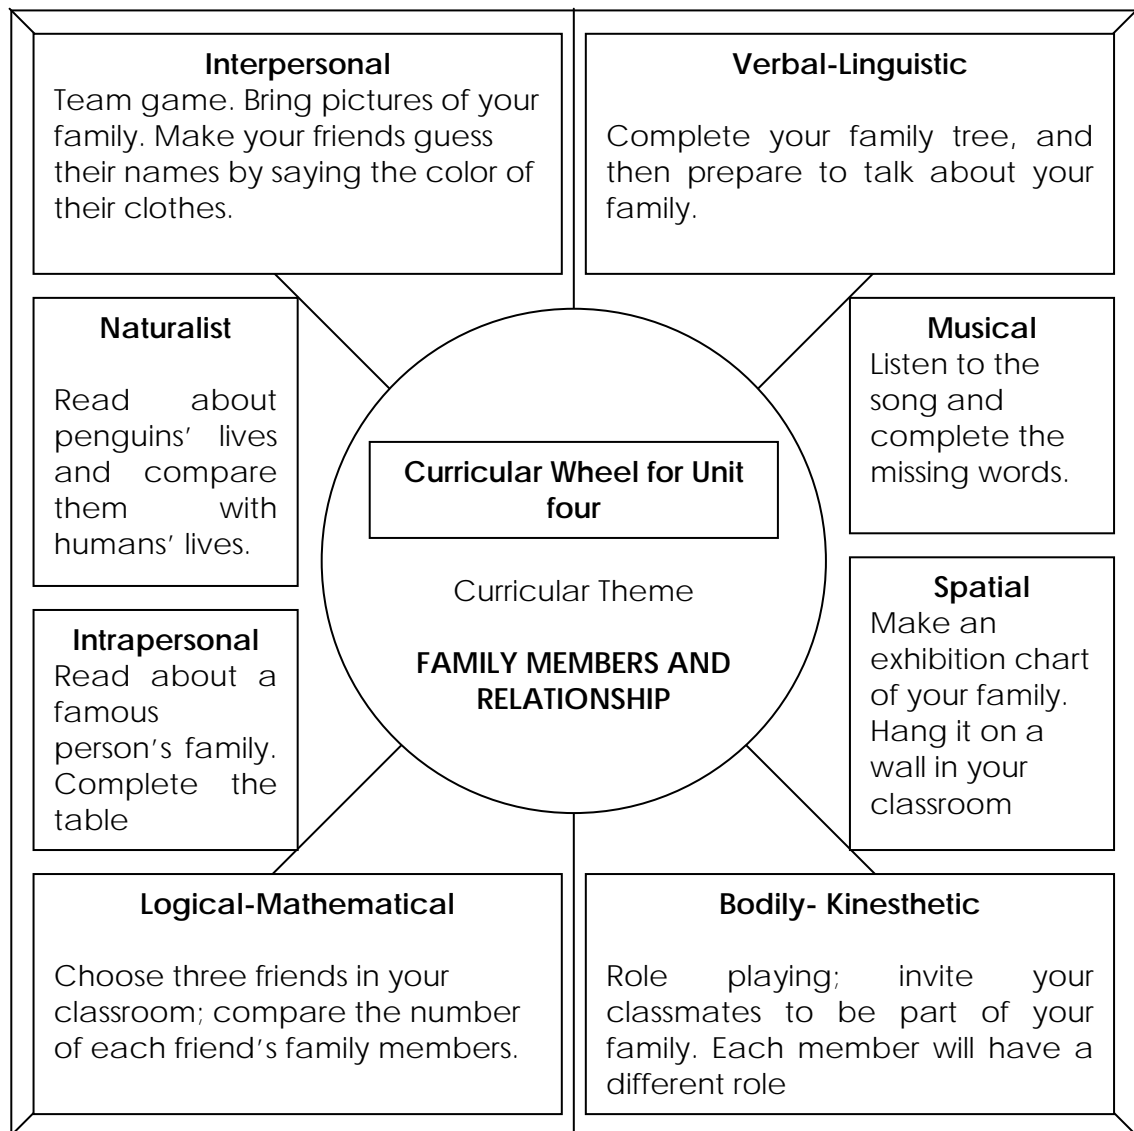 Interpersonal
Team game. Bring pictures of your
family. Make your friends guess
their names by saying the color of
their clothes.
Verbal-Linguistic
Complete your family tree, and
then prepare to talk about your
family.
Naturalist
Read about
penguins’ lives
and compare
them with
humans’ lives.
Musical
Listen to the
song and
complete the
missing words.
Curricular Wheel for Unit
four
Curricular Theme
FAMILY MEMBERS AND
RELATIONSHIP
Intrapersonal
Read about a
famous
person’s family.
Complete the
table
Spatial
Make an
exhibition chart
of your family.
Hang it on a
wall in your
classroom
Logical-Mathematical
Choose three friends in your
classroom; compare the number
of each friend’s family members.
Bodily- Kinesthetic
Role playing; invite your
classmates to be part of your
family. Each member will have a
different role